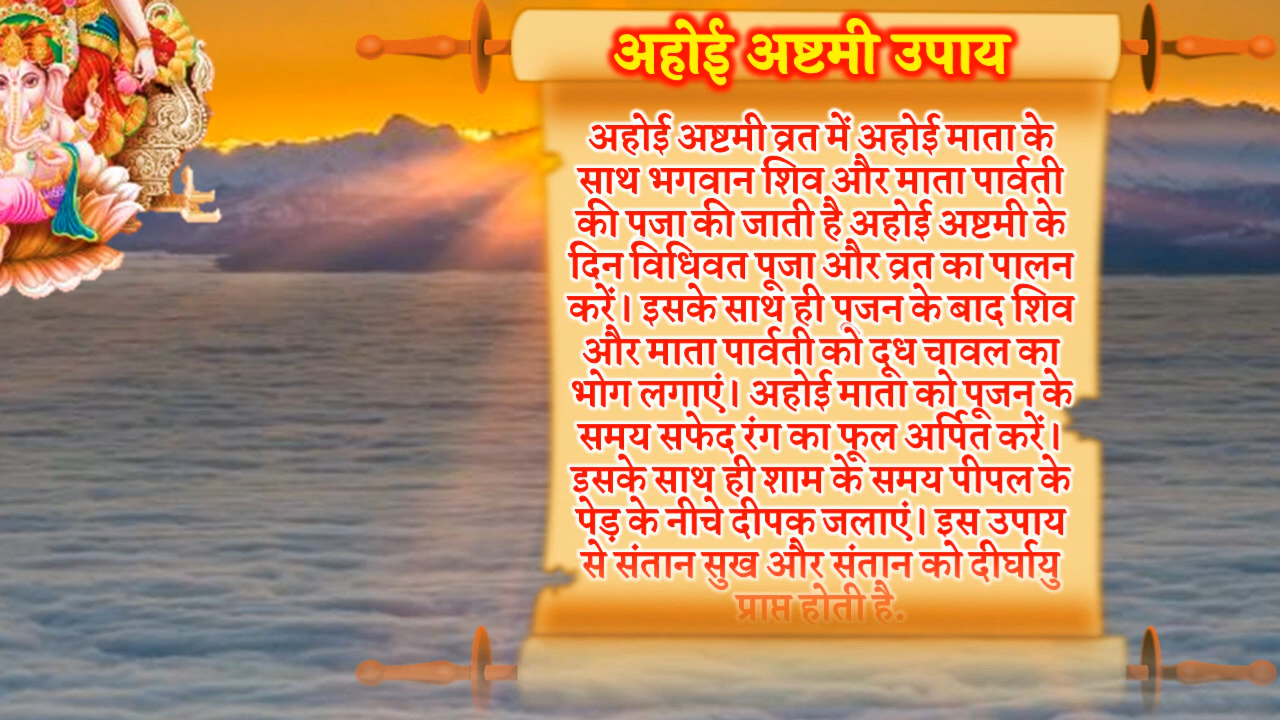 अहोई अष्टमी उपाय
अहोई अष्टमी व्रत में अहोई माता के
साथ भगवान शिव और माता पार्वती
की पजा की जाती है अहोई अष्टमी के
दिन विधिवत पूजा और व्रत का पालन
करें। इसके साथ ही पूजन के बाद शिव
और माता पार्वती को दूध चावल का
भोग लगाएं। अहोई माता को पूजन के
समय सफेद रंग का फूल अर्पित करें।
इसके साथ ही शाम के समय पीपल के
पेड़ के नीचे दीपक जलाएं। इस उपाय
से संतान सुख और संतान को दीर्घायु
प्राप्त होती है.